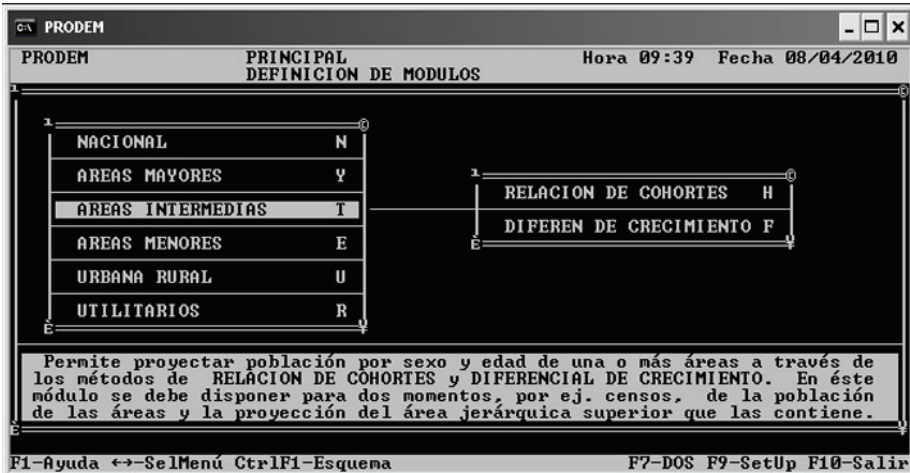 PRODEM
PRODEM PRINCIPAL Hora 09:39 Fecha 08/04/2010
DEFINICION DE MODULOS
NACIONAL N
AREAS MAYORES Y
AREAS INTERMEDIAS T
AREAS MENORES E
URBANA RURAL U
UTILITARIOS R
RELACION DE COHORTES H
DIFEREN DE CRECIMIENTO F
Permite proyectar población por sexo y edad de una o más áreas a través de
los métodos de RELACION DE COHORTES y DIFERENCIAL DE CRECIMIENTO. En éste
módulo se debe disponer para dos momentos, por ej. censos, de la población
de las áreas y la proyección del área jerárquica superior que las contiene.
F1-Ayuda ↔-SelMenú CtrlF1-Esquema F7-DOS F9-SetUp F10-Salir